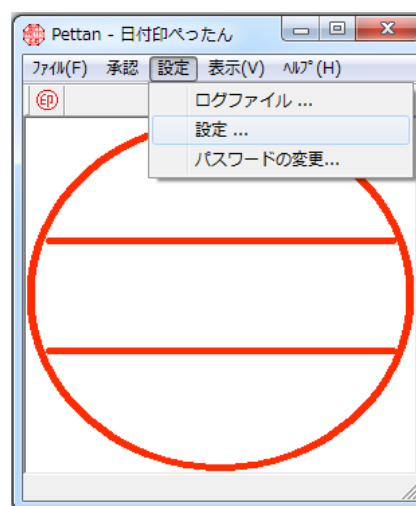 Pettan - 日付印ぺったん
ファイル(F) 承認 設定 表示(V) ヘルプ(H)
印
ログファイル ...
設定 ...
パスワードの変更...